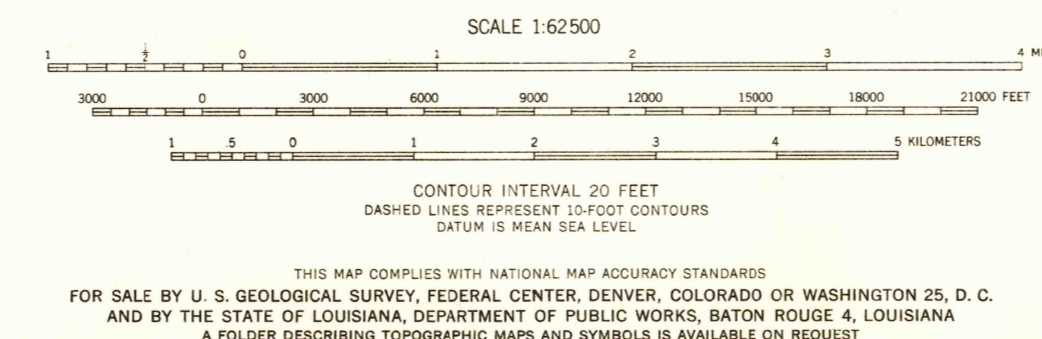 SCALE 1:62500
1 ½ 0 1 2 3 4
3000 0 3000 6000 9000 12000 15000 18000 21000 FEET
1 .5 0 1 2 3 4 5 KILOMETERS
CONTOUR INTERVAL 20 FEET
DASHED LINES REPRESENT 10-FOOT CONTOURS
DATUM IS MEAN SEA LEVEL
THIS MAP COMPLIES WITH NATIONAL MAP ACCURACY STANDARDS
FOR SALE BY U. S. GEOLOGICAL SURVEY, FEDERAL CENTER, DENVER, COLORADO OR WASHINGTON 25, D. C.
AND BY THE STATE OF LOUISIANA, DEPARTMENT OF PUBLIC WORKS, BATON ROUGE 4, LOUISIANA
A FOLDER DESCRIBING TOPOGRAPHIC MAPS AND SYMBOLS IS AVAILABLE ON REQUEST